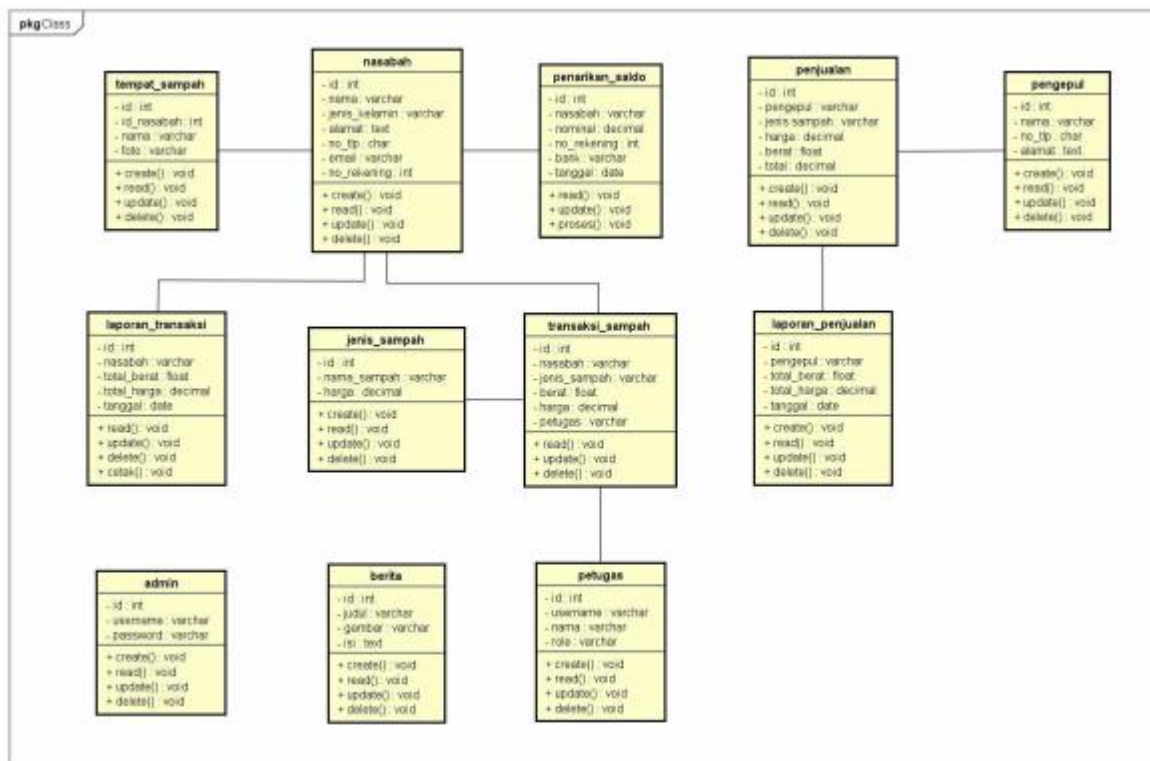 pkg Class
tempat_sampah
- id : int
- id_nasabah : int
- nama : varchar
- foto : varchar
+ create() : void
+ read() : void
+ update() : void
+ delete() : void
nasabah
- id : int
- nama : varchar
- jenis_kelamin : varchar
- alamat : text
- no_tlp : char
- email : varchar
- no_rekening : int
+ create() : void
+ read() : void
+ update() : void
+ delete() : void
penarikan_saldo
- id : int
- nasabah : varchar
- nominal : decimal
- no_rekening : int
- bank : varchar
- tanggal : date
+ read() : void
+ update() : void
+ proses() : void
penjualan
- id : int
- pengepul : varchar
- jenis sampah : varchar
- harga : decimal
- berat : float
- total : decimal
+ create() : void
+ read() : void
+ update() : void
+ delete() : void
pengepul
- id : int
- nama : varchar
- no_tlp : char
- alamat : text
+ create() : void
+ read() : void
+ update() : void
+ delete() : void
laporan_transaksi
- id : int
- nasabah : varchar
- total_berat : float
- total_harga : decimal
- tanggal : date
+ read() : void
+ update() : void
+ delete() : void
+ cetak() : void
jenis_sampah
- id : int
- nama_sampah : varchar
- harga : decimal
+ create() : void
+ read() : void
+ update() : void
+ delete() : void
transaksi_sampah
- id : int
- nasabah : varchar
- jenis_sampah : varchar
- berat : float
- harga : decimal
- petugas : varchar
+ read() : void
+ update() : void
+ delete() : void
laporan_penjualan
- id : int
- pengepul : varchar
- total_berat : float
- total_harga : decimal
- tanggal : date
+ create() : void
+ read() : void
+ update() : void
+ delete() : void
admin
- id : int
- username : varchar
- password : varchar
+ create() : void
+ read() : void
+ update() : void
+ delete() : void
berita
- id : int
- judul : varchar
- gambar : varchar
- isi : text
+ create() : void
+ read() : void
+ update() : void
+ delete() : void
petugas
- id : int
- username : varchar
- nama : varchar
- role : varchar
+ create() : void
+ read() : void
+ update() : void
+ delete() : void